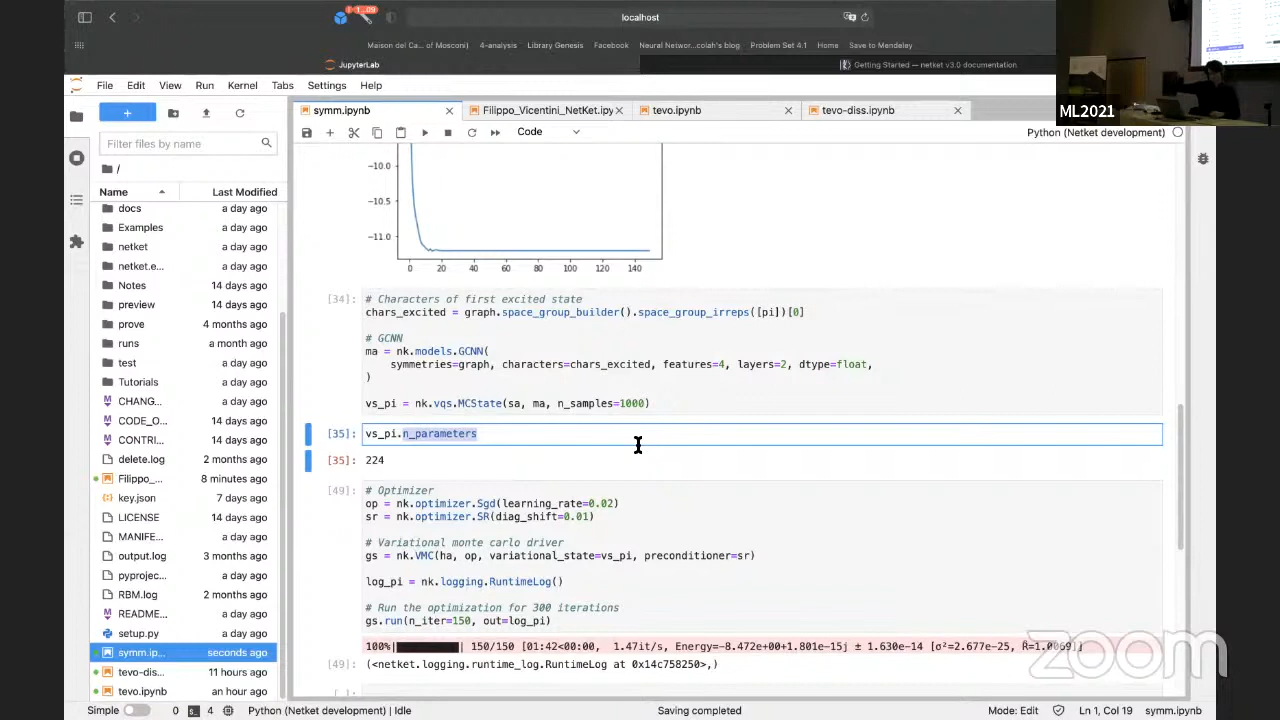 localhost
Maison del Ca... of Mosconi) 4-analysis Library Genesis Facebook Neural Networ...colah's blog Problem Set 4.1 Home Save to Mendeley
JupyterLab Getting Started — netket v3.0 documentation
File Edit View Run Kernel Tabs Settings Help
ML2021
symm.ipynb Filippo_Vicentini_NetKet.ipy tevo.ipynb tevo-diss.ipynb
Code Python (Netket development)
Filter files by name
/
Name Last Modified
docs a day ago
Examples a day ago
netket a day ago
netket.e... a day ago
Notes 14 days ago
preview 14 days ago
prove 4 months ago
runs a month ago
test a day ago
Tutorials a day ago
CHANG... a day ago
CODE_O... a day ago
CONTRI... a day ago
delete.log 2 months ago
Filippo_... 8 minutes ago
key.json 7 days ago
LICENSE 14 days ago
MANIFE... a day ago
output.log 3 months ago
pyprojec... a day ago
RBM.log 2 months ago
README... a day ago
setup.py a day ago
symm.ip... seconds ago
tevo-dis... 11 hours ago
tevo.ipynb an hour ago
−10.0
−10.5
−11.0
0 20 40 60 80 100 120 140
[34]: # Characters of first excited state
chars_excited = graph.space_group_builder().space_group_irreps([pi])[0]
# GCNN
ma = nk.models.GCNN(
symmetries=graph, characters=chars_excited, features=4, layers=2, dtype=float,
)
vs_pi = nk.vqs.MCState(sa, ma, n_samples=1000)
[35]: vs_pi.n_parameters
[35]: 224
[49]: # Optimizer
op = nk.optimizer.Sgd(learning_rate=0.02)
sr = nk.optimizer.SR(diag_shift=0.01)
# Variational monte carlo driver
gs = nk.VMC(ha, op, variational_state=vs_pi, preconditioner=sr)
log_pi = nk.logging.RuntimeLog()
# Run the optimization for 300 iterations
gs.run(n_iter=150, out=log_pi)
100%| | 150/150 [01:42<00:00, 1.47it/s, Energy=-8.472e+00+1.801e-15j ± 1.630e-14 [σ²=2.677e-25, R̂=1.0069]]
[49]: (<netket.logging.runtime_log.RuntimeLog at 0x14c758250>,)
[ ]:
zoom
Simple 0 4 Python (Netket development) | Idle Saving completed Mode: Edit Ln 1, Col 19 symm.ipynb